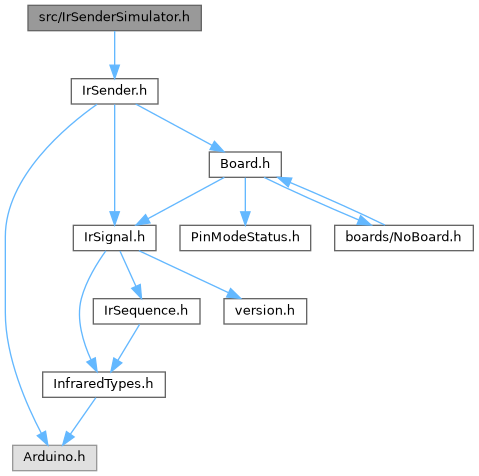 src/IrSenderSimulator.h
IrSender.h
Board.h
IrSignal.h
PinModeStatus.h
boards/NoBoard.h
IrSequence.h
version.h
InfraredTypes.h
Arduino.h